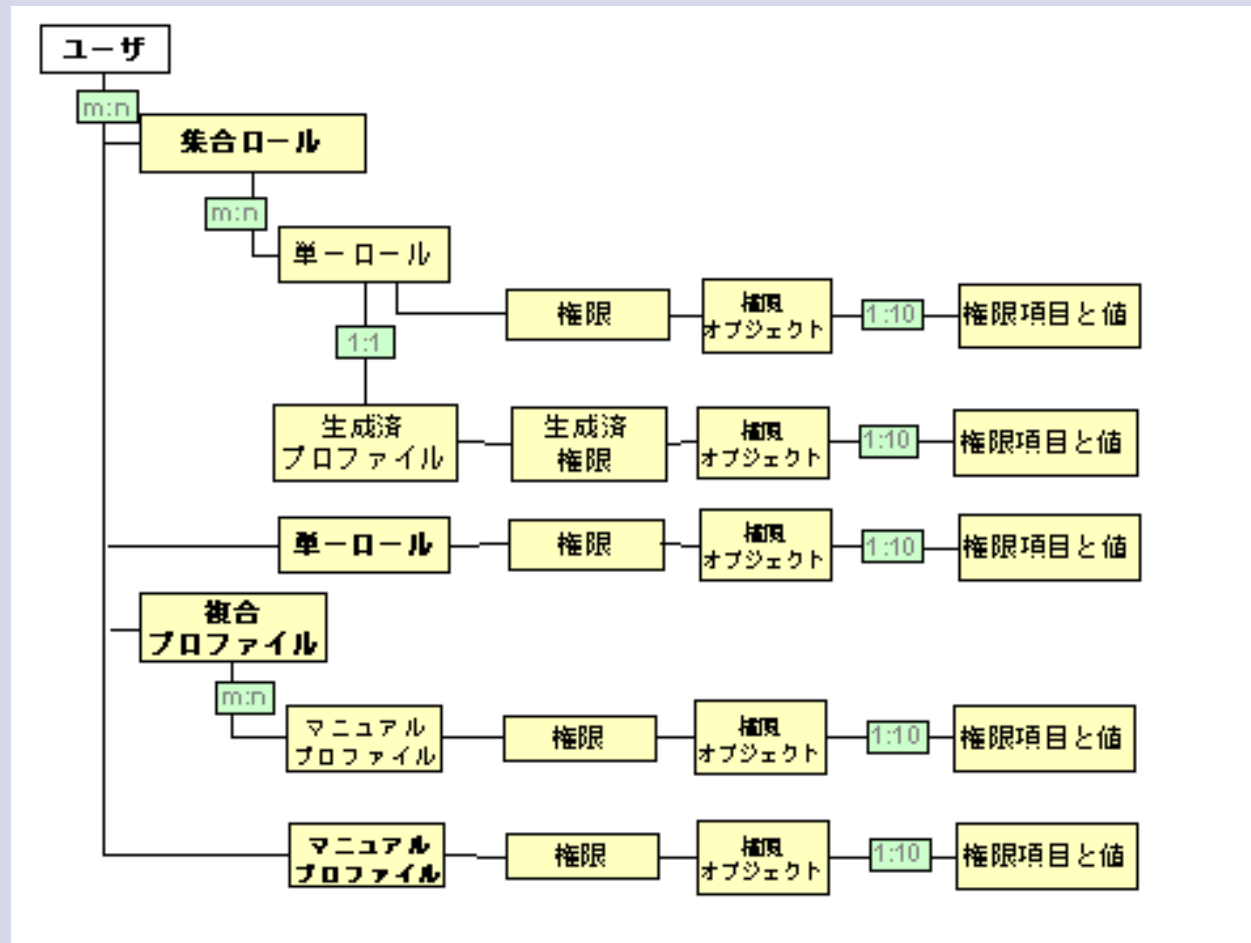 ユーザ
m:n
集合ロール
m:n
単一ロール
権限
権限
オブジェクト
1:10
権限項目と値
1:1
生成済
プロファイル
生成済
権限
権限
オブジェクト
1:10
権限項目と値
単一ロール
権限
権限
オブジェクト
1:10
権限項目と値
複合
プロファイル
m:n
マニュアル
プロファイル
権限
権限
オブジェクト
1:10
権限項目と値
マニュアル
プロファイル
権限
権限
オブジェクト
1:10
権限項目と値